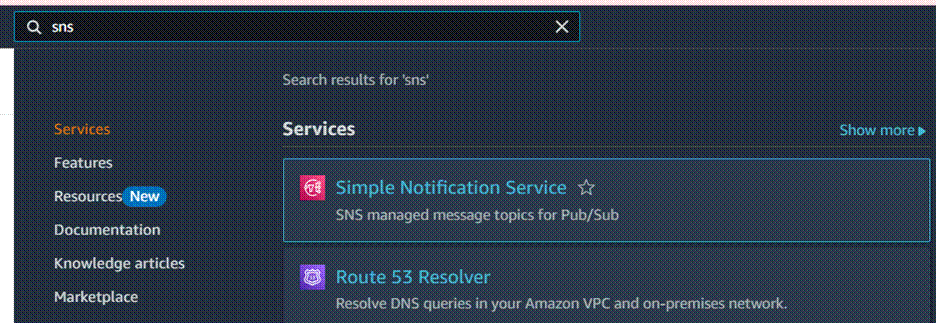 sns
Search results for 'sns'
Services
Features
Resources New
Documentation
Knowledge articles
Marketplace
Services
Show more
Simple Notification Service
SNS managed message topics for Pub/Sub
Route 53 Resolver
Resolve DNS queries in your Amazon VPC and on-premises network.